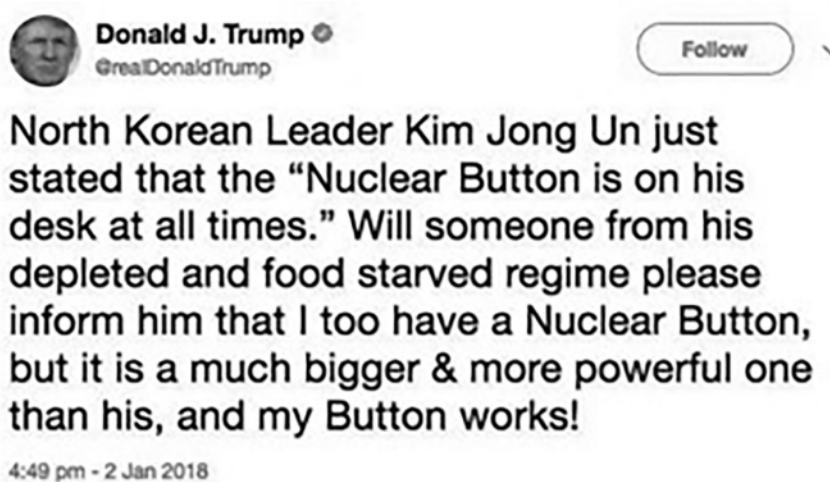 Donald J. Trump
@realDonaldTrump
Follow
North Korean Leader Kim Jong Un just
stated that the “Nuclear Button is on his
desk at all times.” Will someone from his
depleted and food starved regime please
inform him that I too have a Nuclear Button,
but it is a much bigger & more powerful one
than his, and my Button works!
4:49 pm - 2 Jan 2018